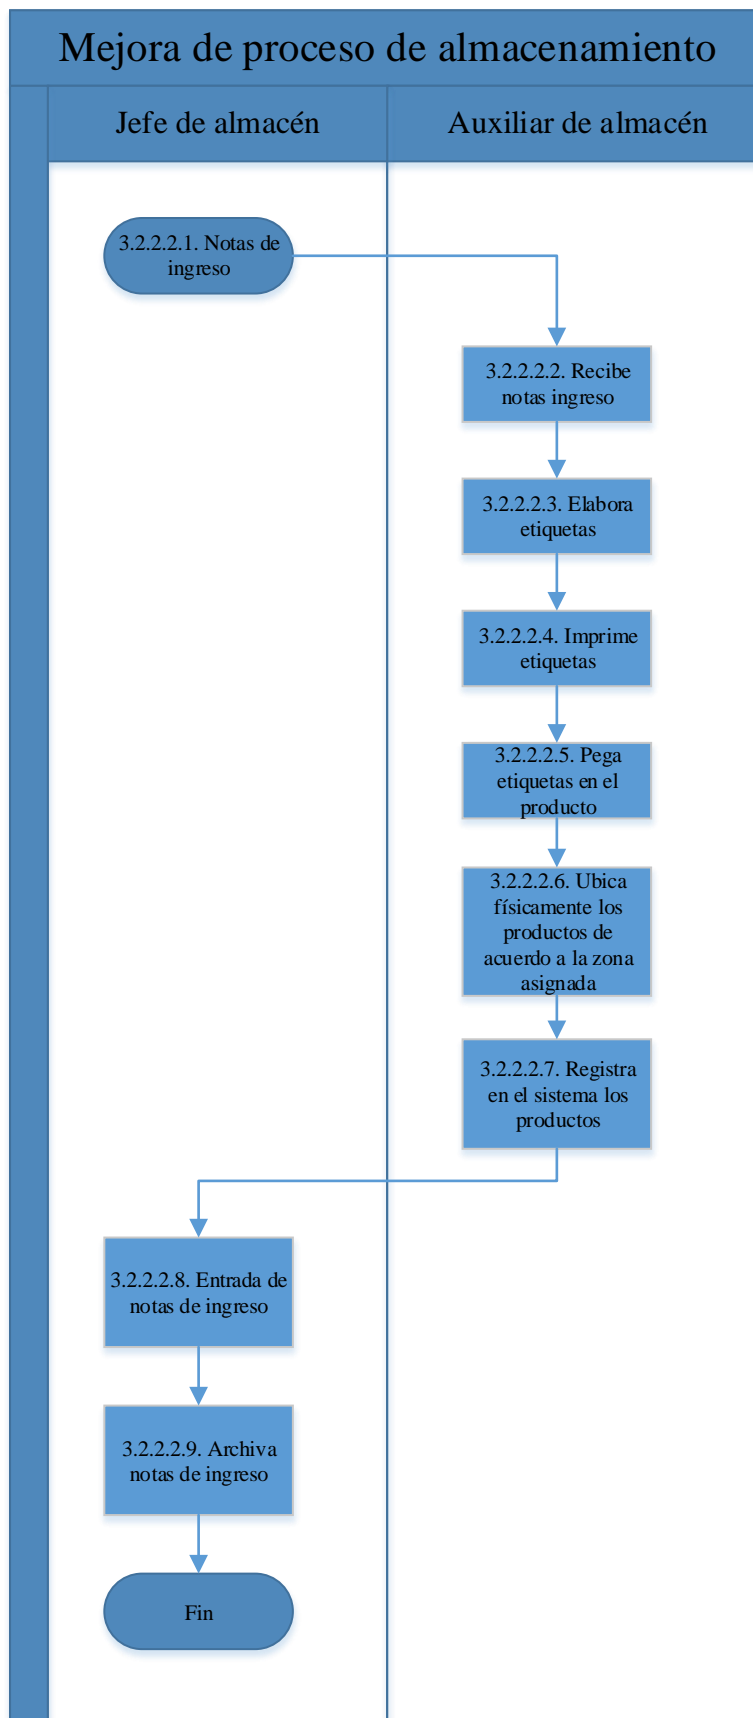 Mejora de proceso de almacenamiento
Jefe de almacén
Auxiliar de almacén
3.2.2.2.1. Notas de
ingreso
3.2.2.2.2. Recibe
notas ingreso
3.2.2.2.3. Elabora
etiquetas
3.2.2.2.4. Imprime
etiquetas
3.2.2.2.5. Pega
etiquetas en el
producto
3.2.2.2.6. Ubica
físicamente los
productos de
acuerdo a la zona
asignada
3.2.2.2.7. Registra
en el sistema los
productos
3.2.2.2.8. Entrada de
notas de ingreso
3.2.2.2.9. Archiva
notas de ingreso
Fin